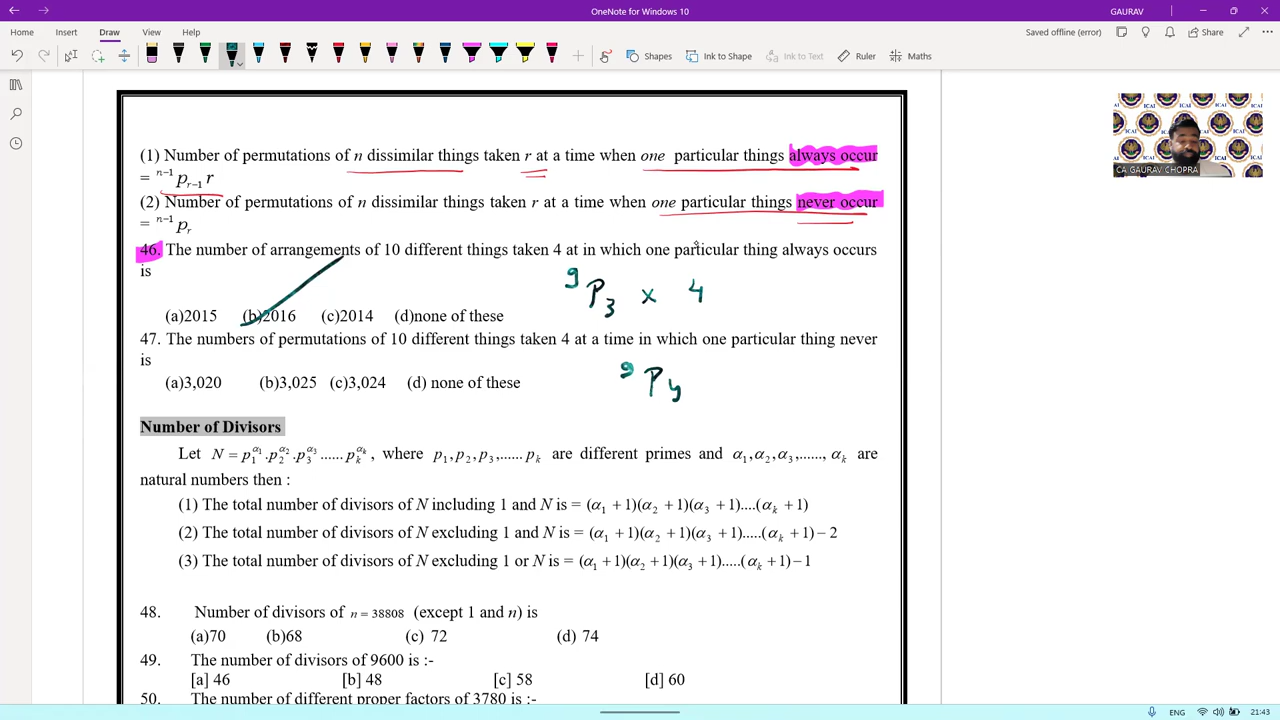 OneNote for Windows 10
GAURAV
Home Insert Draw View Help
Saved offline (error)
Share
Shapes
Ink to Shape
Ink to Text
Ruler
Maths
CA GAURAV CHOPRA
(1) Number of permutations of n dissimilar things taken r at a time when one particular things always occur
= ⁿ⁻¹pᵣ₋₁ r
(2) Number of permutations of n dissimilar things taken r at a time when one particular things never occur
= ⁿ⁻¹pᵣ
46. The number of arrangements of 10 different things taken 4 at in which one particular thing always occurs
is
⁹P₃ × 4
(a)2015 (b)2016 (c)2014 (d)none of these
47. The numbers of permutations of 10 different things taken 4 at a time in which one particular thing never
is
⁹P₄
(a)3,020 (b)3,025 (c)3,024 (d) none of these
Number of Divisors
Let N = p₁^α₁.p₂^α₂.p₃^α₃......pₖ^αₖ, where p₁,p₂,p₃,......pₖ are different primes and α₁,α₂,α₃,......,αₖ are
natural numbers then :
(1) The total number of divisors of N including 1 and N is = (α₁ +1)(α₂ +1)(α₃ +1)....(αₖ +1)
(2) The total number of divisors of N excluding 1 and N is = (α₁ +1)(α₂ +1)(α₃ +1).....(αₖ +1) – 2
(3) The total number of divisors of N excluding 1 or N is = (α₁ +1)(α₂ +1)(α₃ +1).....(αₖ +1) –1
48. Number of divisors of n = 38808 (except 1 and n) is
(a)70 (b)68 (c) 72 (d) 74
49. The number of divisors of 9600 is :-
[a] 46 [b] 48 [c] 58 [d] 60
50. The number of different proper factors of 3780 is :-
ENG
21:43